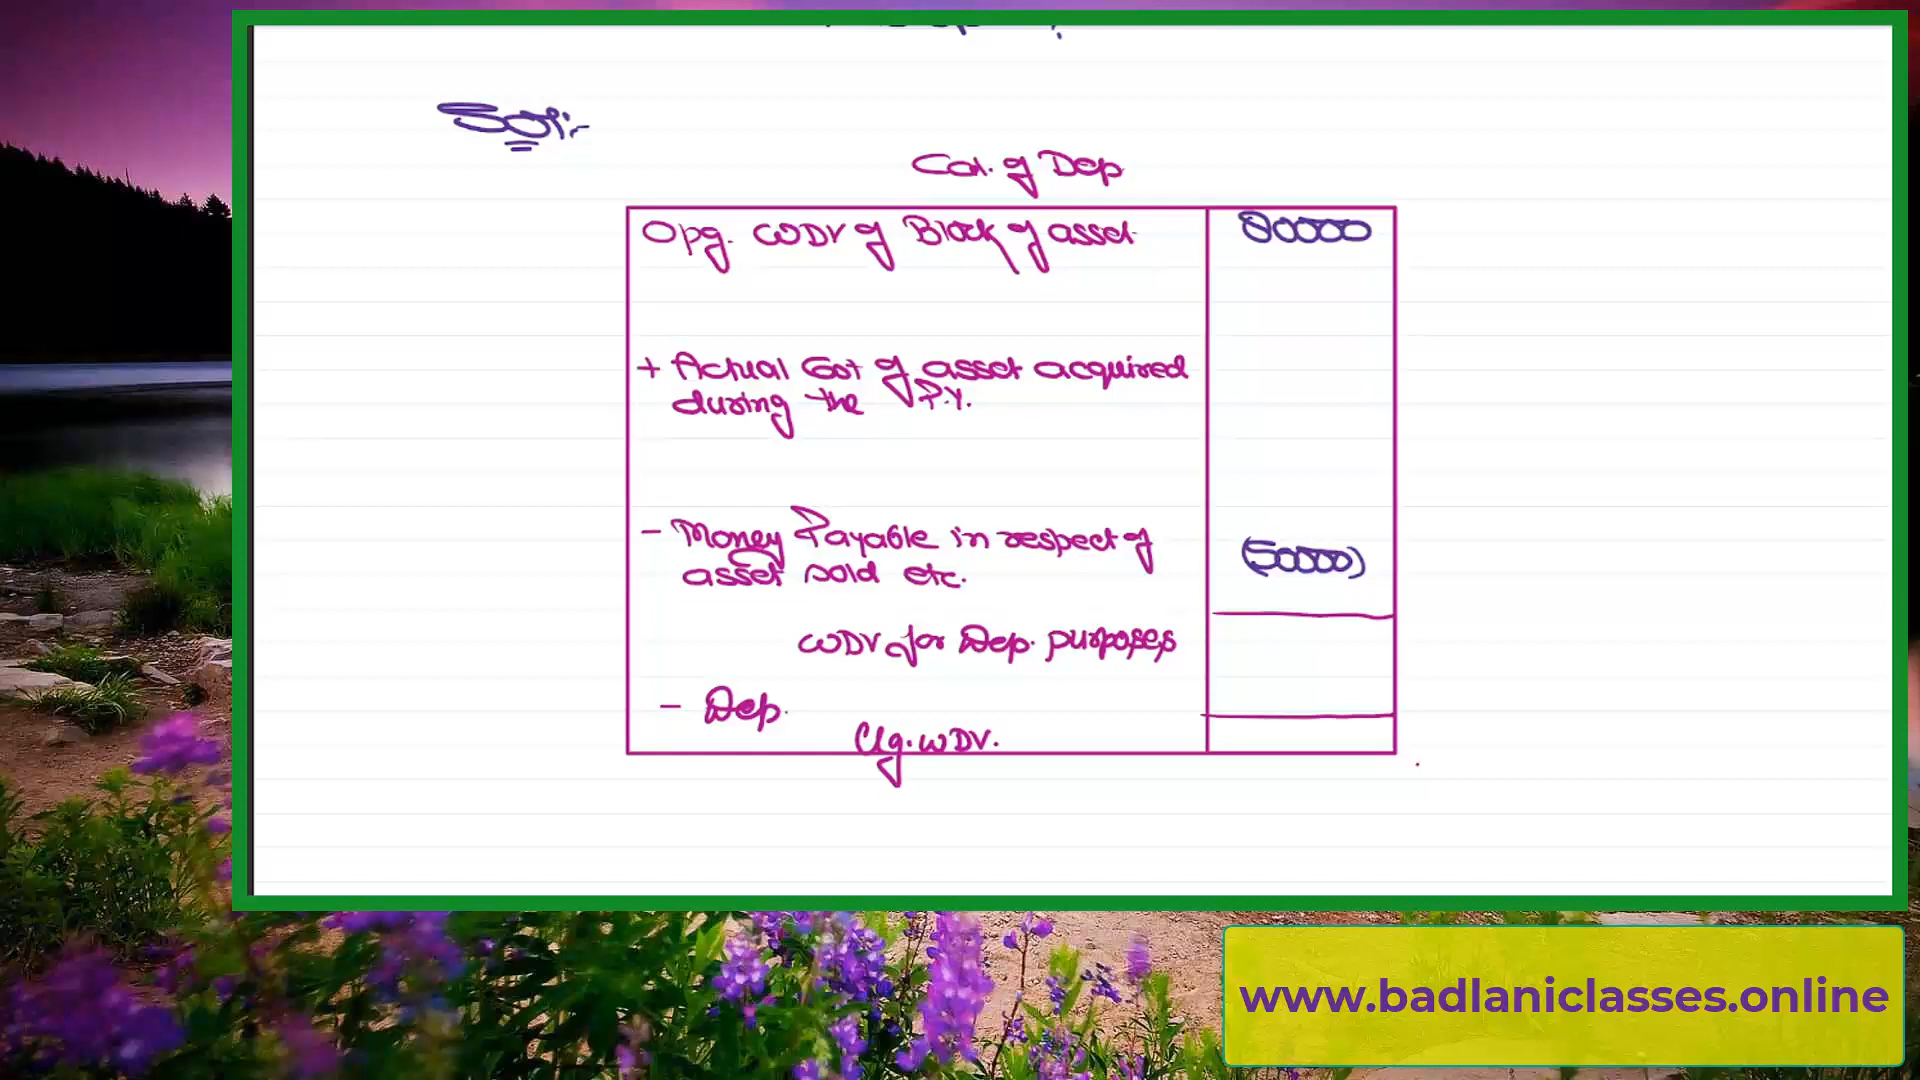 Sol:-
Cal. of Dep
Opg. WDV of Block of asset 80000
+ Actual Cost of asset acquired
during the P.Y.
- Money Payable in respect of
asset sold etc. (50000)
WDV for Dep. purposes
- Dep.
Clg. WDV.
www.badlaniclasses.online